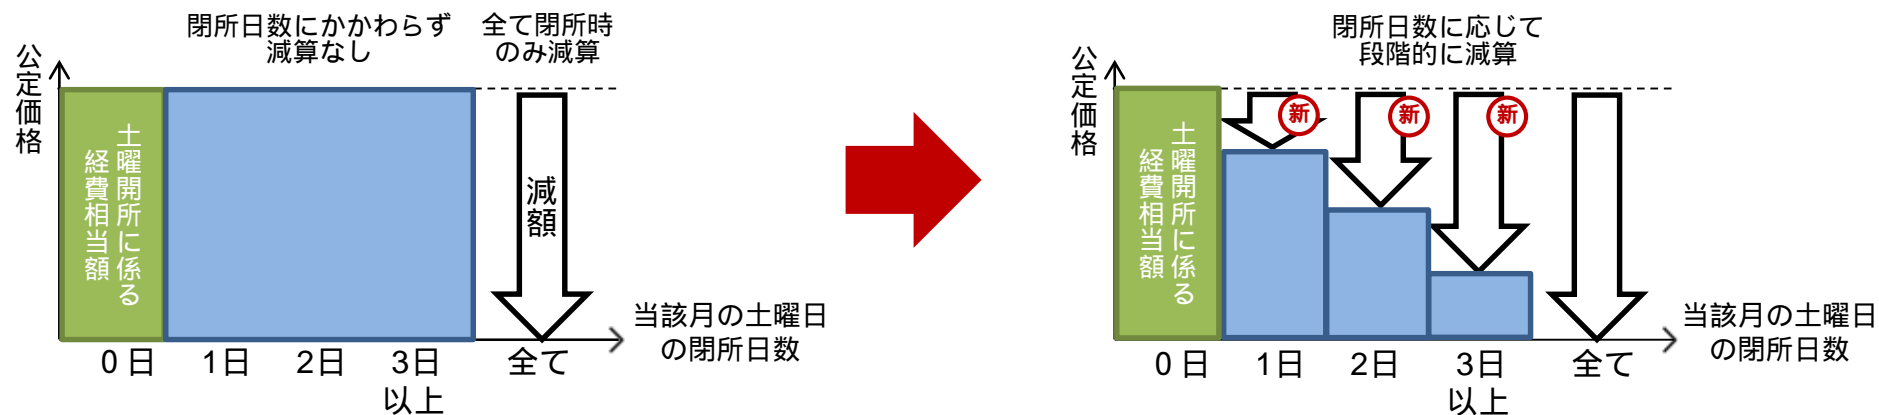 閉所日数にかかわらず
減算なし
全て閉所時
のみ減算
公定価格
土曜開所に係る
経費相当額
減額
0日
1日
2日
3日
以上
全て
当該月の土曜日
の閉所日数
閉所日数に応じて
段階的に減算
公定価格
新
新
新
土曜開所に係る
経費相当額
0日
1日
2日
3日
以上
全て
当該月の土曜日
の閉所日数